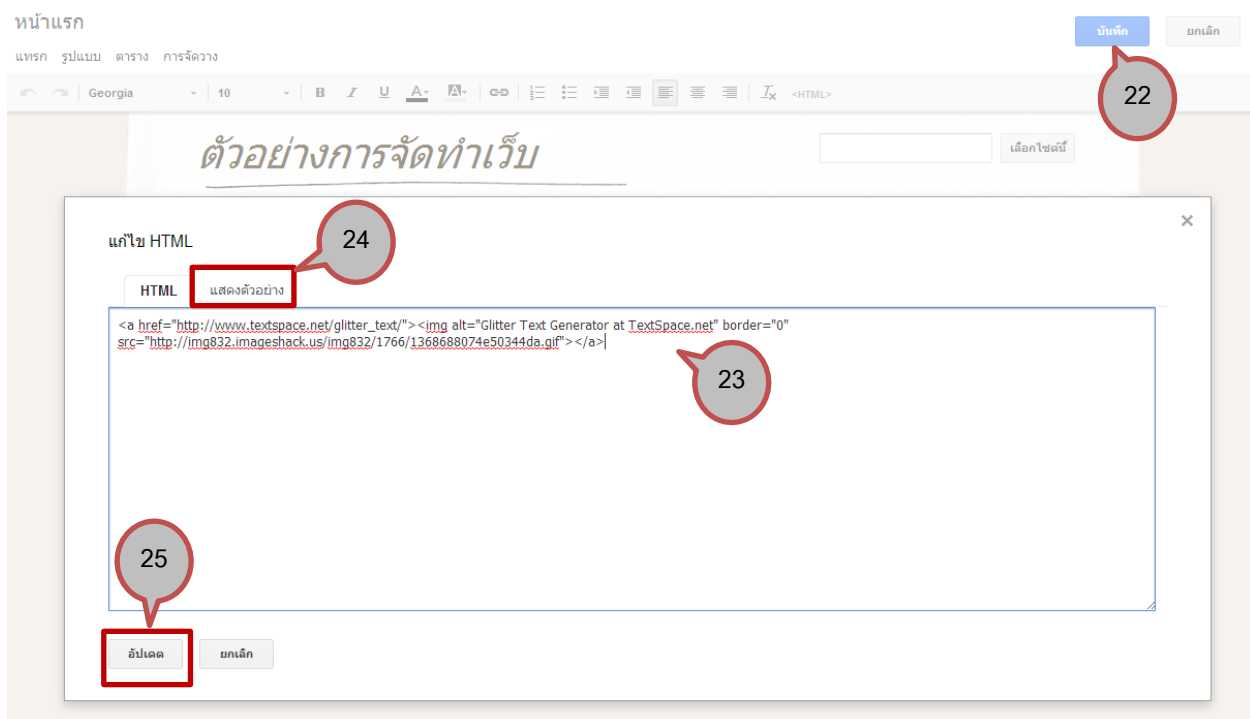 หน้าแรก
บันทึก ยกเลิก
แทรก รูปแบบ ตาราง การจัดวาง
Georgia 10 B I U A A <HTML>
22
ตัวอย่างการจัดทำเว็บ
เลือกไซต์นี้
แก้ไข HTML
24
HTML แสดงตัวอย่าง
<a href="http://www.textspace.net/glitter_text/"><img alt="Glitter Text Generator at TextSpace.net" border="0"
src="http://img832.imageshack.us/img832/1766/1368688074e50344da.gif"></a>
23
25
อัปเดต ยกเลิก